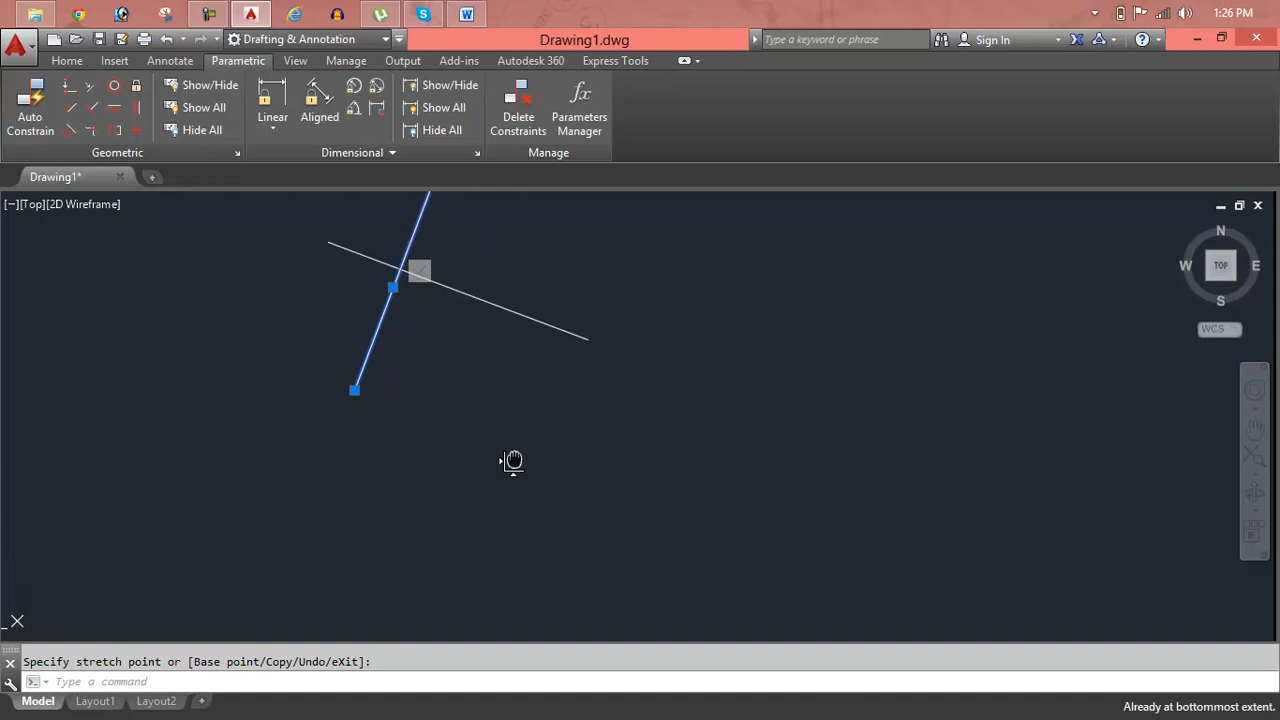 1:26 PM
Drafting & Annotation
Drawing1.dwg
Type a keyword or phrase
Sign In
Home Insert Annotate Parametric View Manage Output Add-ins Autodesk 360 Express Tools
Auto Constrain
Show/Hide
Show All
Hide All
Linear
Aligned
Show/Hide
Show All
Hide All
Delete Constraints
fx
Parameters Manager
Geometric
Dimensional
Manage
Drawing1*
[−][Top][2D Wireframe]
N
W TOP E
S
WCS
X
Specify stretch point or [Base point/Copy/Undo/eXit]:
Type a command
Model Layout1 Layout2
Already at bottommost extent.